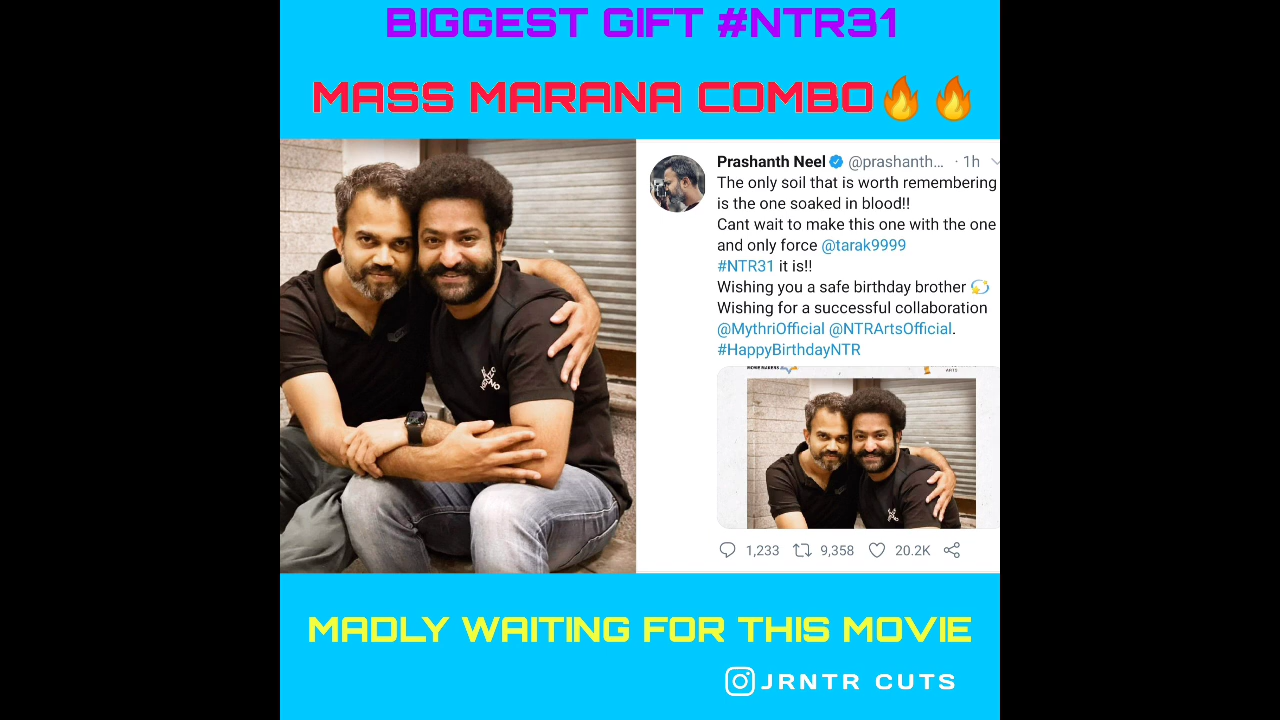 BIGGEST GIFT #NTR31
MASS MARANA COMBO🔥🔥
Prashanth Neel @prashanth... · 1h
The only soil that is worth remembering
is the one soaked in blood!!
Cant wait to make this one with the one
and only force @tarak9999
#NTR31 it is!!
Wishing you a safe birthday brother 💫
Wishing for a successful collaboration
@MythriOfficial @NTRArtsOfficial.
#HappyBirthdayNTR
MOVIE MAKERS
ARTS
1,233 9,358 20.2K
MADLY WAITING FOR THIS MOVIE
JRNTR CUTS